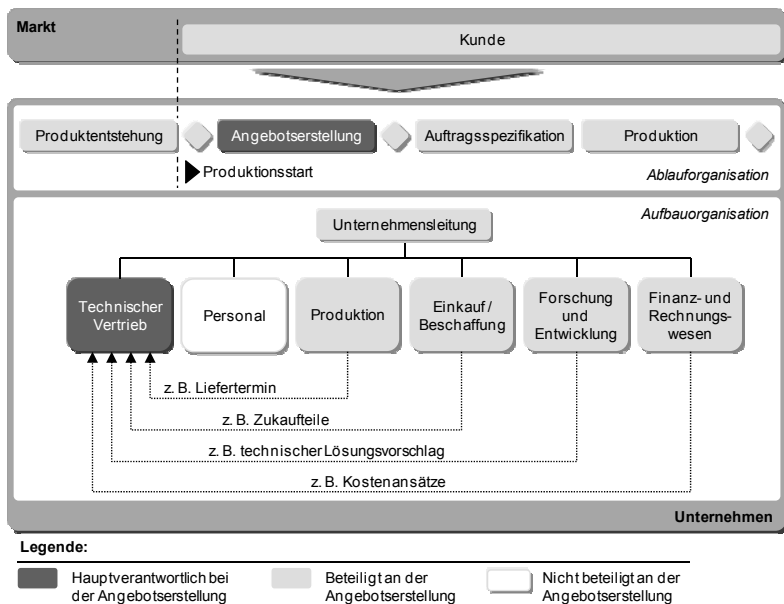 Markt
Kunde
Produktentstehung
Angebotserstellung
Auftragsspezifikation
Produktion
Produktionsstart
Ablauforganisation
Aufbauorganisation
Unternehmensleitung
Technischer
Vertrieb
Personal
Produktion
Einkauf/
Beschaffung
Forschung
und
Entwicklung
Finanz- und
Rechnungs-
wesen
z. B. Liefertermin
z. B. Zukaufteile
z. B. technischer Lösungsvorschlag
z. B. Kostenansätze
Unternehmen
Legende:
Hauptverantwortlich bei
der Angebotserstellung
Beteiligt an der
Angebotserstellung
Nicht beteiligt an der
Angebotserstellung